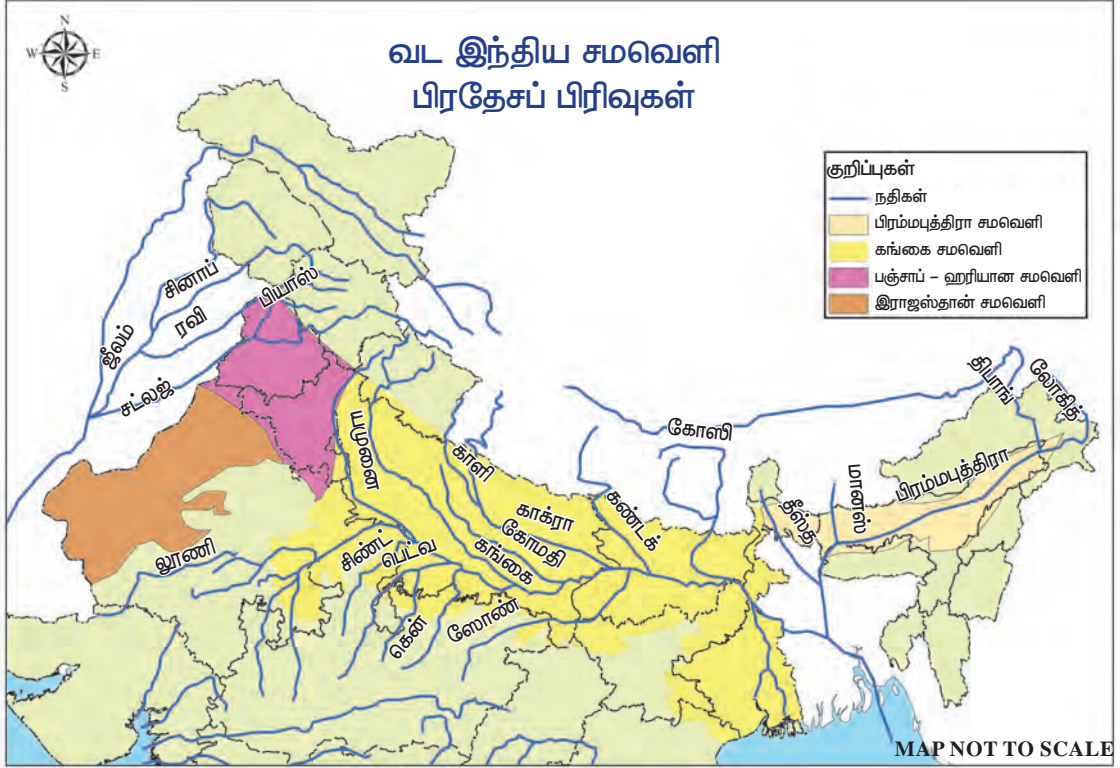 N
W E
S
வட இந்திய சமவெளி
பிரதேசப் பிரிவுகள்
குறிப்புகள்
நதிகள்
பிரம்மபுத்திரா சமவெளி
கங்கை சமவெளி
பஞ்சாப் – ஹரியான சமவெளி
இராஜஸ்தான் சமவெளி
சினாப்
பியாஸ்
ரவி
ஜீலம்
சட்லஜ்
யமுனை
காளி
கோஸி
திபாங்
லோகித்
பிரம்மபுத்திரா
மானஸ்
தீஸ்த
கண்டக்
காக்ரா
கோமதி
கங்கை
லூணி
சிண்ட்
பெட்வ
கென்
ஸோண்
MAP NOT TO SCALE